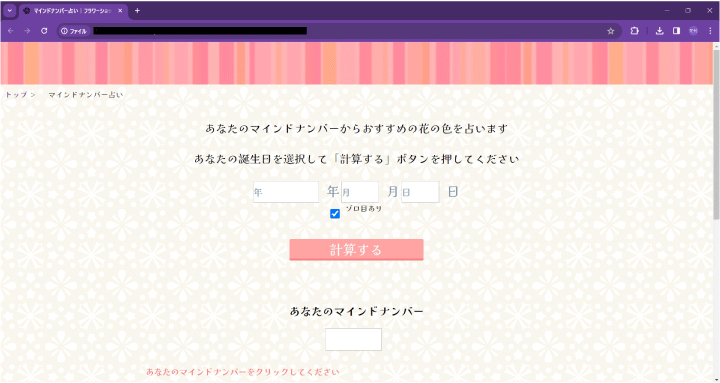 マインドナンバー占い｜フラワーショ
ファイル
トップ > マインドナンバー占い
あなたのマインドナンバーからおすすめの花の色を占います
あなたの誕生日を選択して「計算する」ボタンを押してください
年 年 月 月 日 日
ゾロ目あり
計算する
あなたのマインドナンバー
あなたのマインドナンバーをクリックしてください